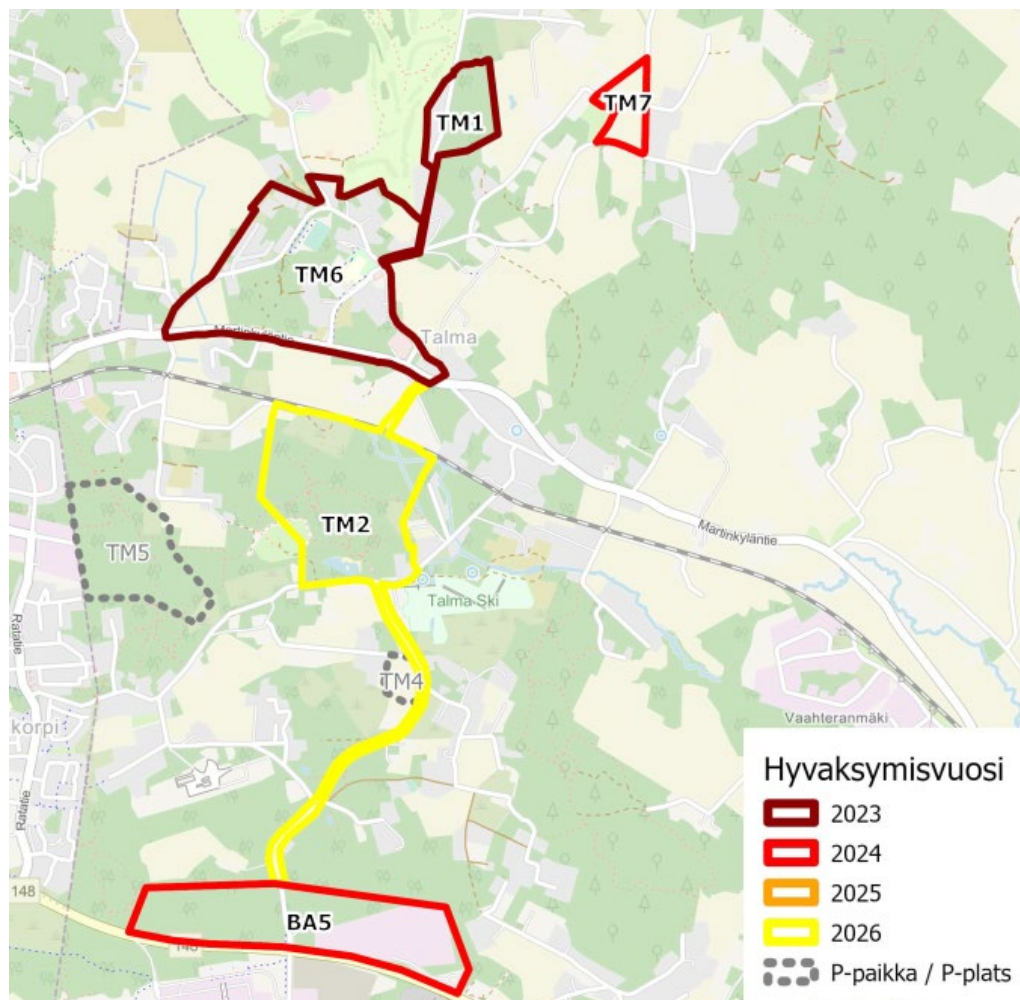 TM7
TM1
TM6
Martinkyläntie
Talma
TM2
TM5
Martinkyläntie
Talma Ski
Ratatie
TM4
korpi
Vaahteranmäki
Ratatie
148
BA5
148
Hyvaksymisvuosi
2023
2024
2025
2026
P-paikka / P-plats